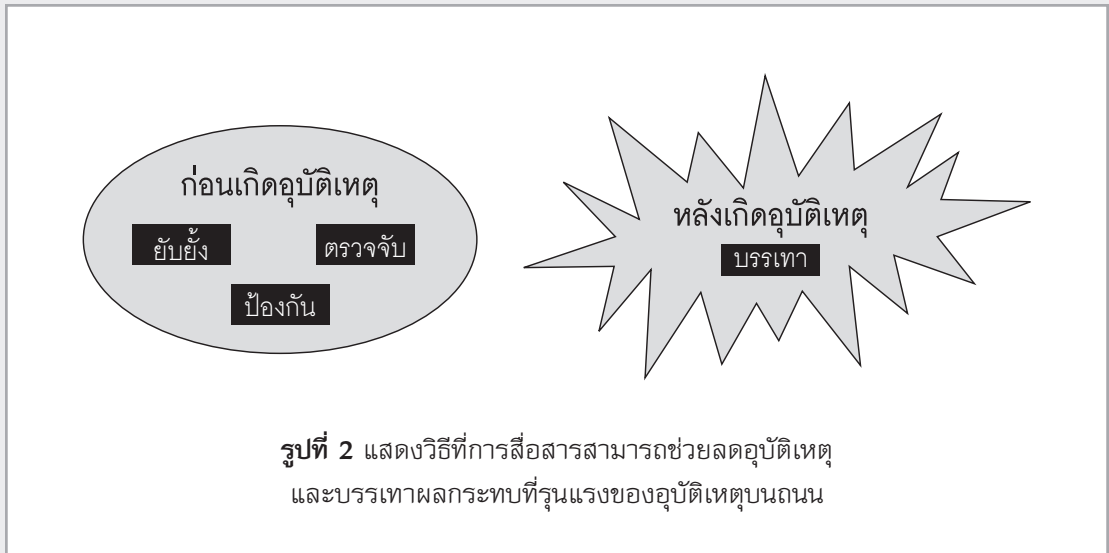 ก่อนเกิดอุบัติเหตุ
ยับยั้ง
ตรวจจับ
ป้องกัน
หลังเกิดอุบัติเหตุ
บรรเทา
รูปที่ 2 แสดงวิธีที่การสื่อสารสามารถช่วยลดอุบัติเหตุ
และบรรเทาผลกระทบที่รุนแรงของอุบัติเหตุบนถนน